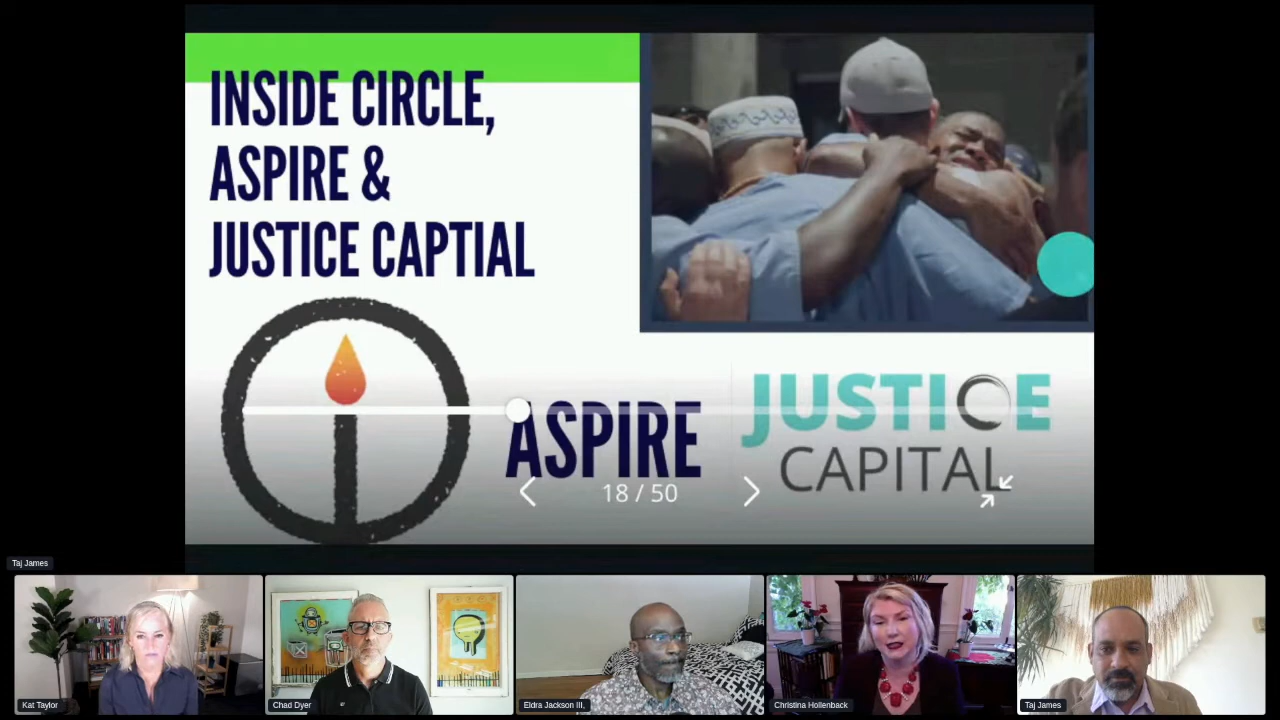 INSIDE CIRCLE,
ASPIRE &
JUSTICE CAPTIAL
ASPIRE
JUSTICE
CAPITAL
18 / 50
Taj James
Kat Taylor
Chad Dyer
Eldra Jackson III,
Christina Hollenback
Taj James